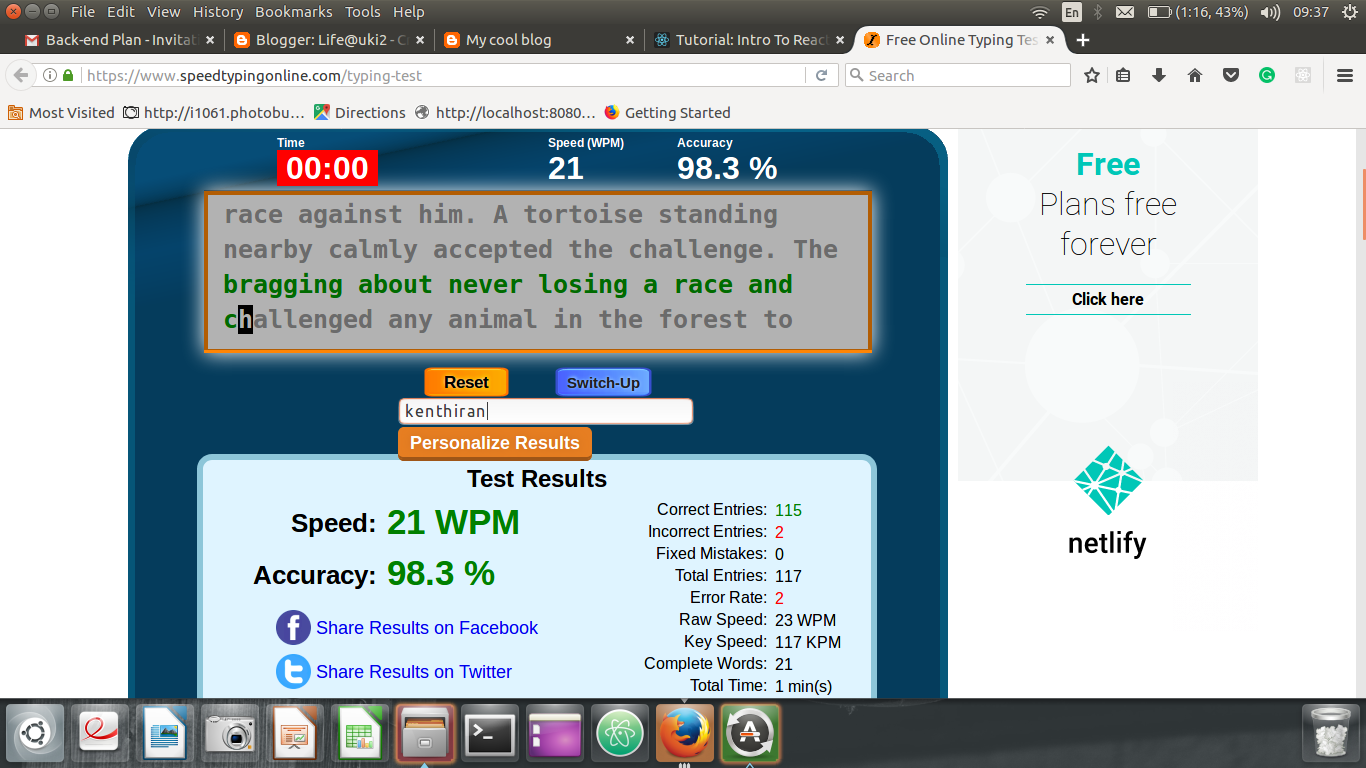 File Edit View History Bookmarks Tools Help
En (1:16, 43%) 09:37
Back-end Plan - Invitat Blogger: Life@uki2 - C My cool blog Tutorial: Intro To Reac Free Online Typing Tes
https://www.speedtypingonline.com/typing-test
Search
Most Visited http://i1061.photobu... Directions http://localhost:8080... Getting Started
Time Speed (WPM) Accuracy
00:00 21 98.3 %
race against him. A tortoise standing
nearby calmly accepted the challenge. The
bragging about never losing a race and
challenged any animal in the forest to
Reset Switch-Up
kenthiran
Personalize Results
Test Results
Speed: 21 WPM
Accuracy: 98.3 %
Share Results on Facebook
Share Results on Twitter
Correct Entries: 115
Incorrect Entries: 2
Fixed Mistakes: 0
Total Entries: 117
Error Rate: 2
Raw Speed: 23 WPM
Key Speed: 117 KPM
Complete Words: 21
Total Time: 1 min(s)
Free
Plans free
forever
Click here
netlify